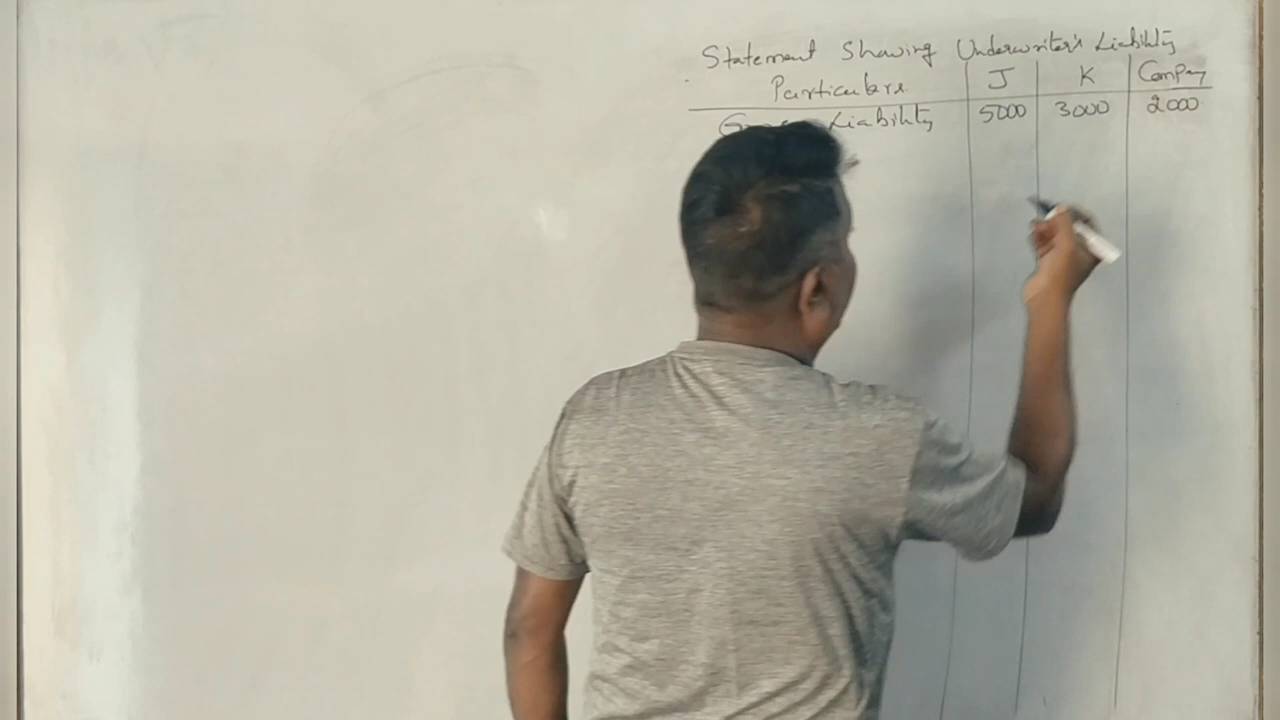 Statement Showing Underwriter's Liability
Particulars J K Company
Liability 5000 3000 2000